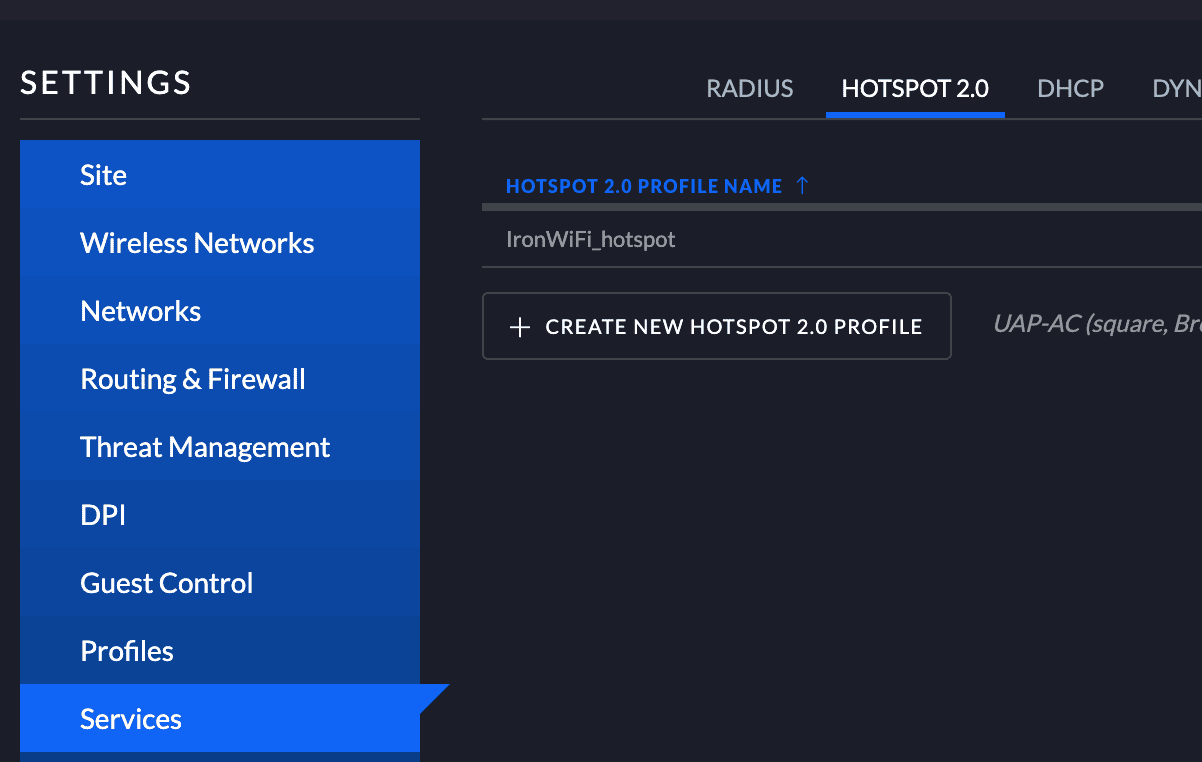 SETTINGS
RADIUS HOTSPOT 2.0 DHCP DYN
Site
Wireless Networks
Networks
Routing & Firewall
Threat Management
DPI
Guest Control
Profiles
Services
HOTSPOT 2.0 PROFILE NAME ↑
IronWiFi_hotspot
+ CREATE NEW HOTSPOT 2.0 PROFILE
UAP-AC (square, Bro